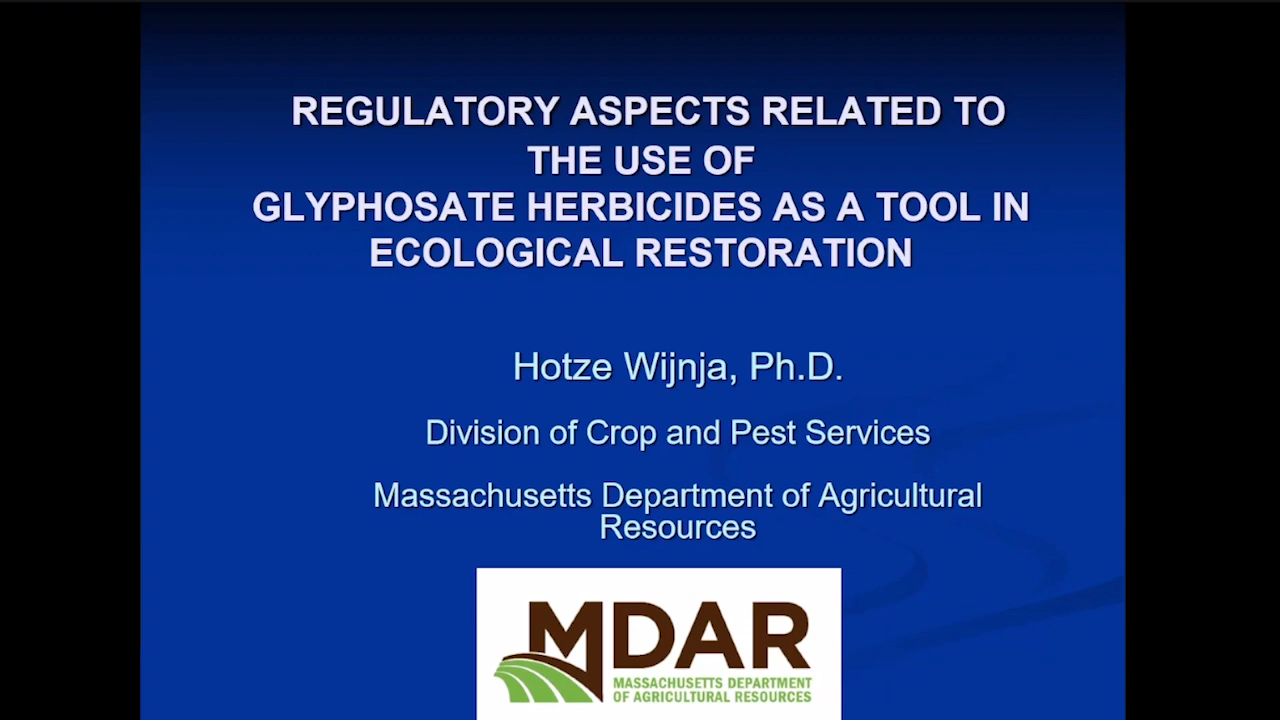 REGULATORY ASPECTS RELATED TO
THE USE OF
GLYPHOSATE HERBICIDES AS A TOOL IN
ECOLOGICAL RESTORATION
Hotze Wijnja, Ph.D.
Division of Crop and Pest Services
Massachusetts Department of Agricultural
Resources
MDAR
MASSACHUSETTS DEPARTMENT
OF AGRICULTURAL RESOURCES